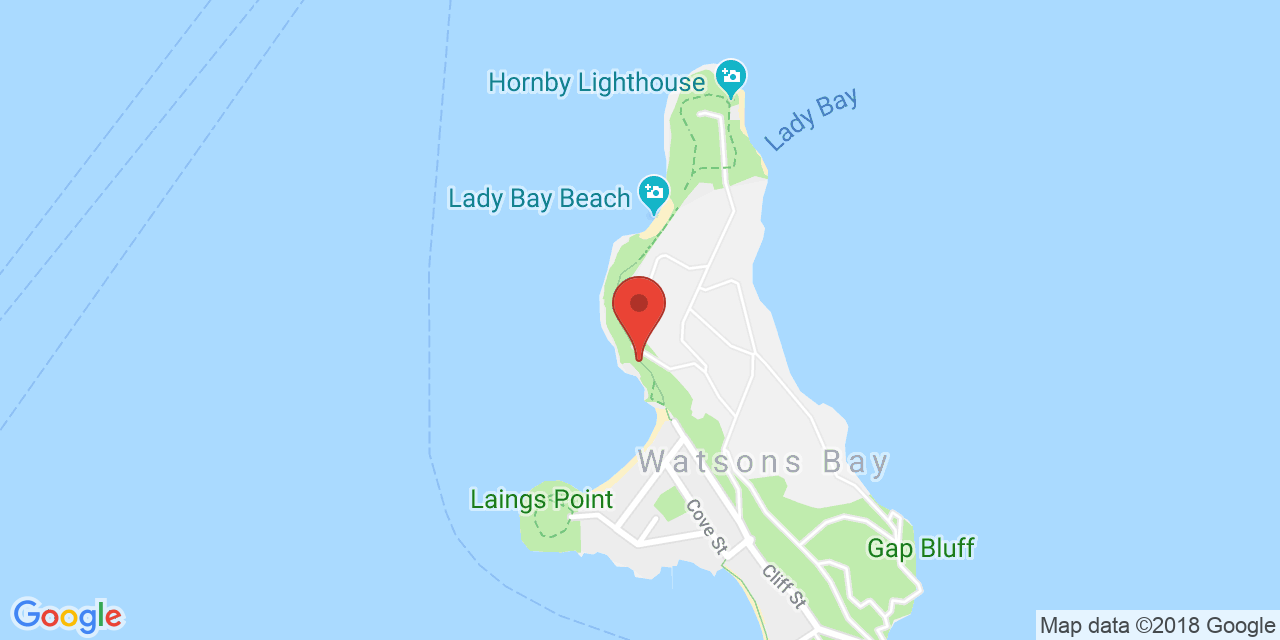 Hornby Lighthouse
Lady Bay
Lady Bay Beach
Watsons Bay
Laings Point
Cove St
Gap Bluff
Cliff St
Google
Map data ©2018 Google